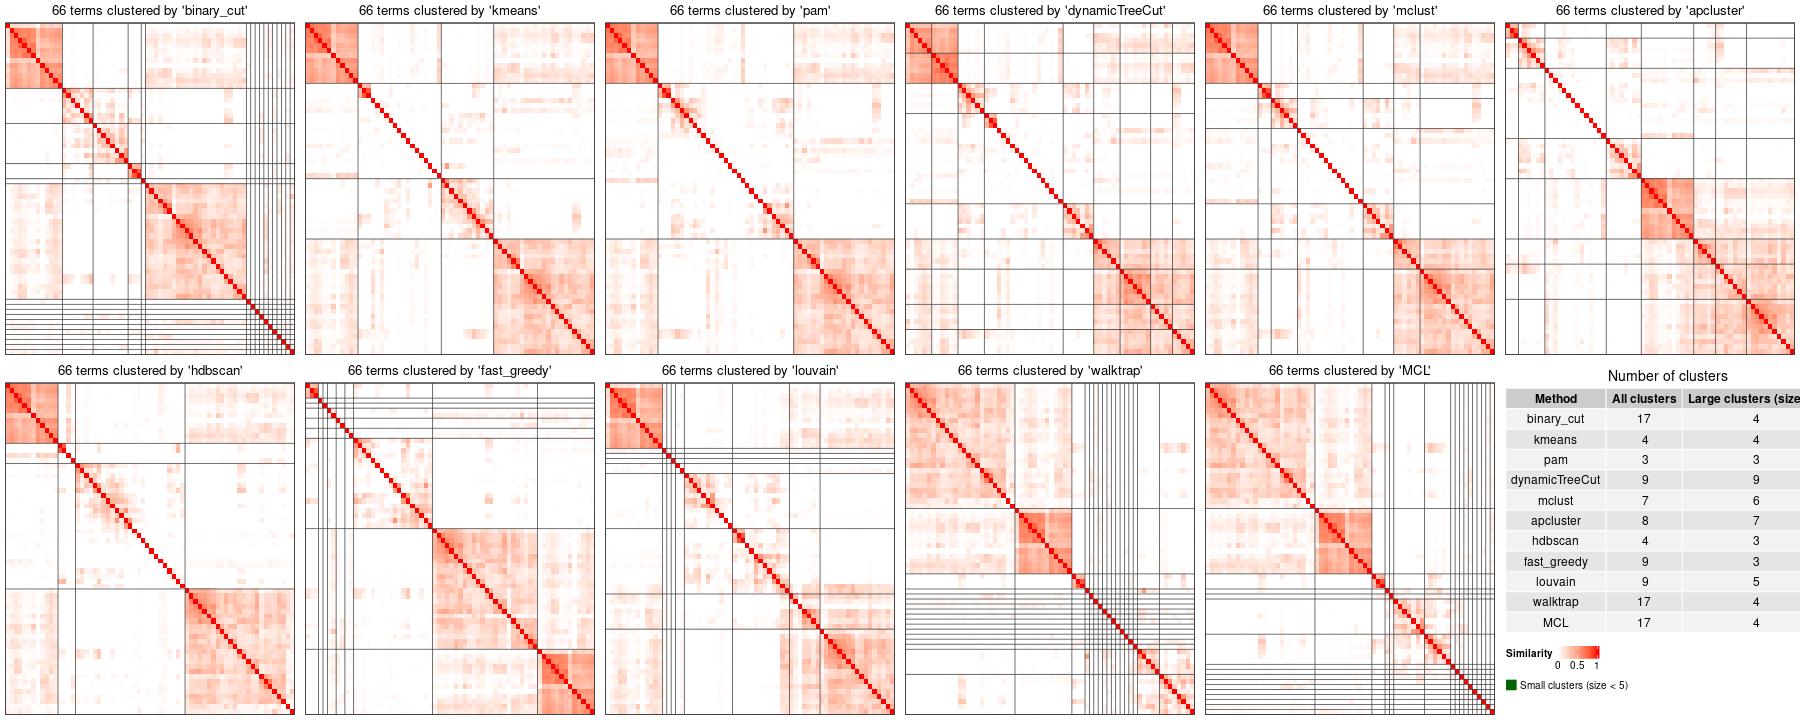 66 terms clustered by 'binary_cut'
66 terms clustered by 'kmeans'
66 terms clustered by 'pam'
66 terms clustered by 'dynamicTreeCut'
66 terms clustered by 'mclust'
66 terms clustered by 'apcluster'
66 terms clustered by 'hdbscan'
66 terms clustered by 'fast_greedy'
66 terms clustered by 'louvain'
66 terms clustered by 'walktrap'
66 terms clustered by 'MCL'
Number of clusters
Method All clusters Large clusters (size
binary_cut 17 4
kmeans 4 4
pam 3 3
dynamicTreeCut 9 9
mclust 7 6
apcluster 8 7
hdbscan 4 3
fast_greedy 9 3
louvain 9 5
walktrap 17 4
MCL 17 4
Similarity
0 0.5 1
Small clusters (size < 5)